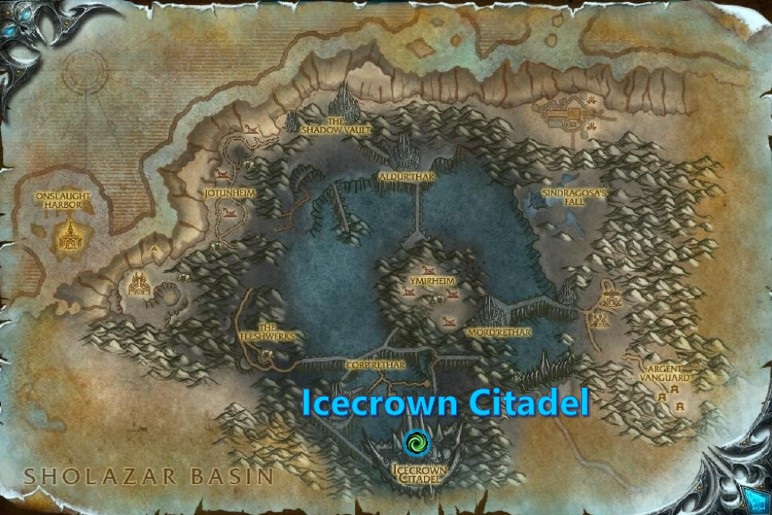 THE
SHADOW VAULT
ALDUR'THAR
JOTUNHEIM
ONSLAUGHT
HARBOR
SINDRAGOSA'S
FALL
YMIRHEIM
THE
FLESHWERKS
MORD'RETHAR
CORP'RETHAR
ARGENT
VANGUARD
Icecrown Citadel
ICECROWN
CITADEL
SHOLAZAR BASIN